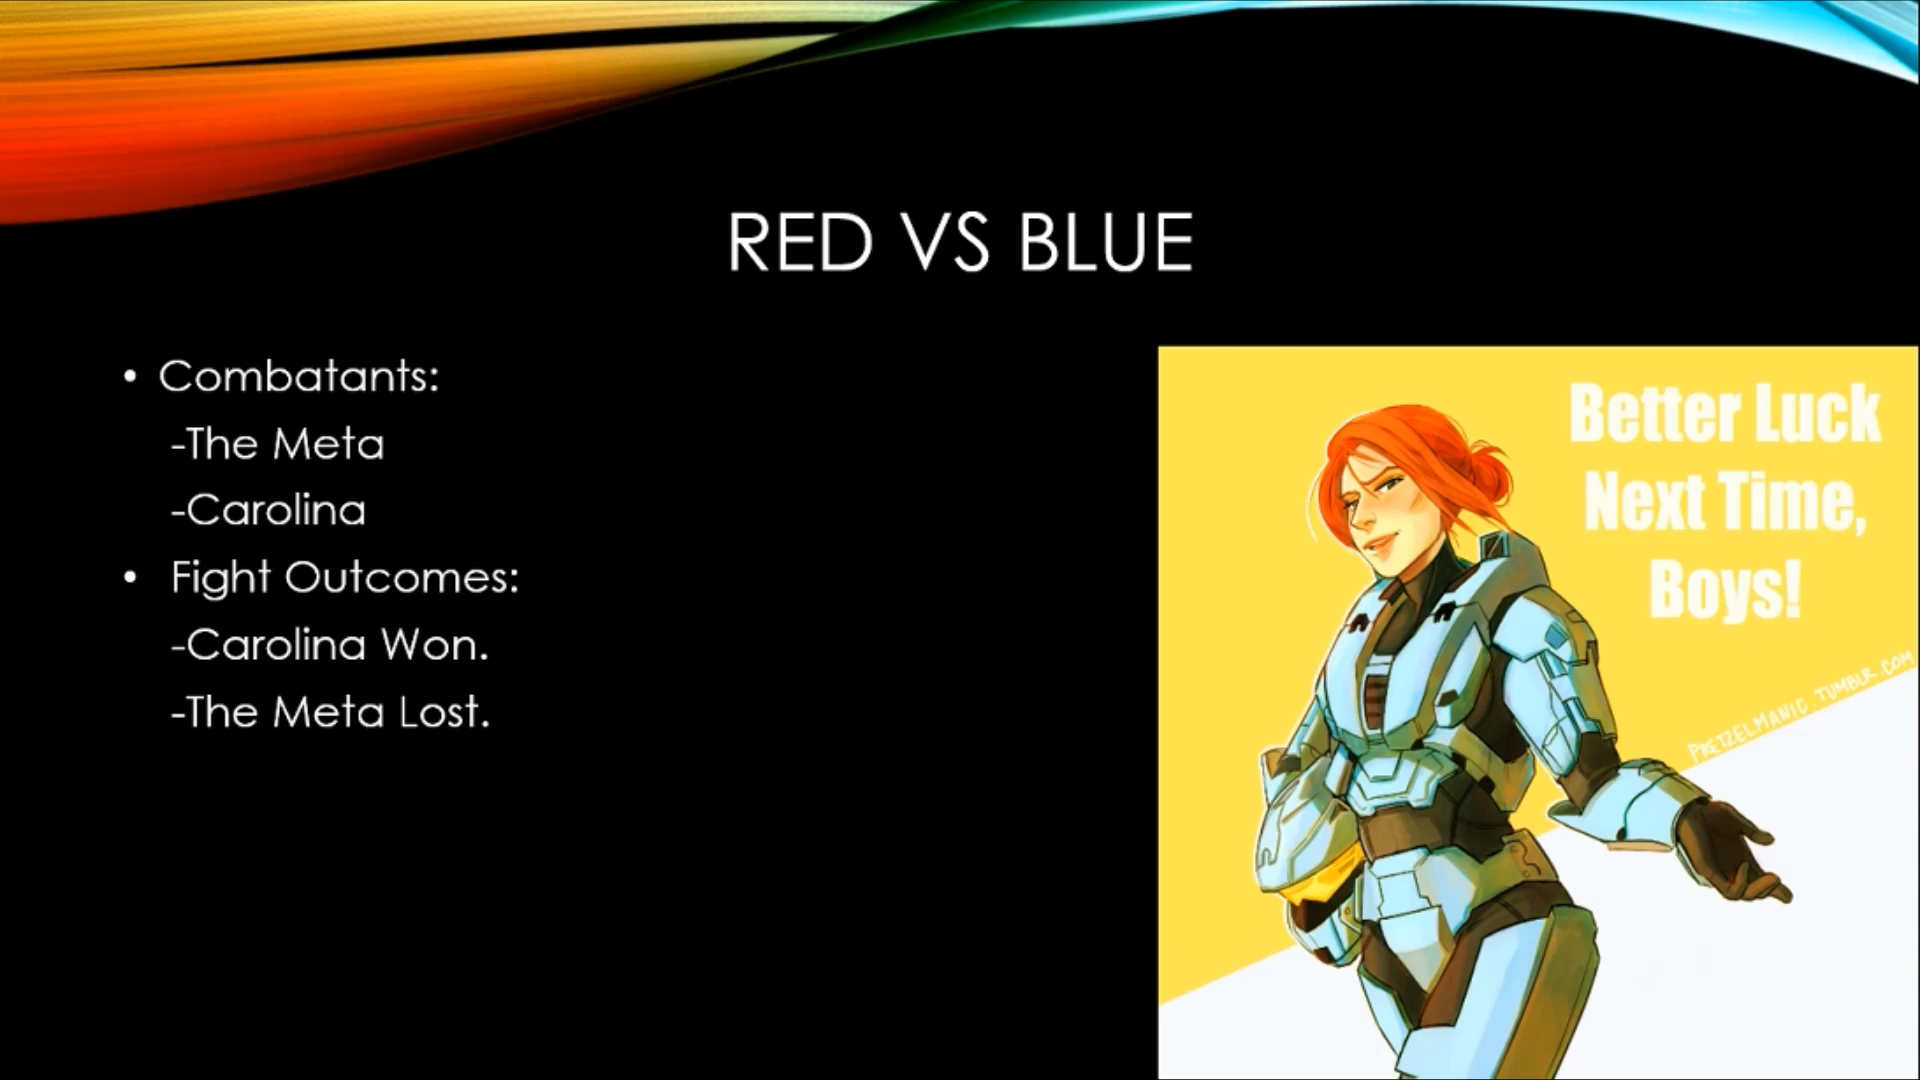 RED VS BLUE
• Combatants:
-The Meta
-Carolina
• Fight Outcomes:
-Carolina Won.
-The Meta Lost.
Better Luck
Next Time,
Boys!
PRETZELMANIC.TUMBLR.COM